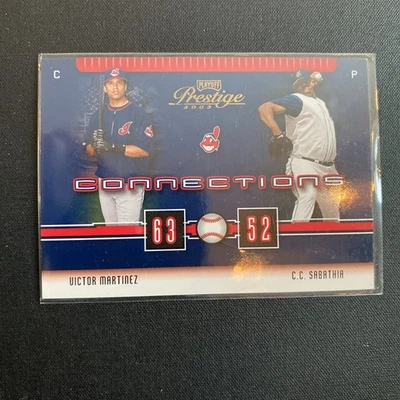 C P
PLAYOFF
Prestige
2003
CONNECTIONS
63 52
VICTOR MARTINEZ C.C. SABATHIA